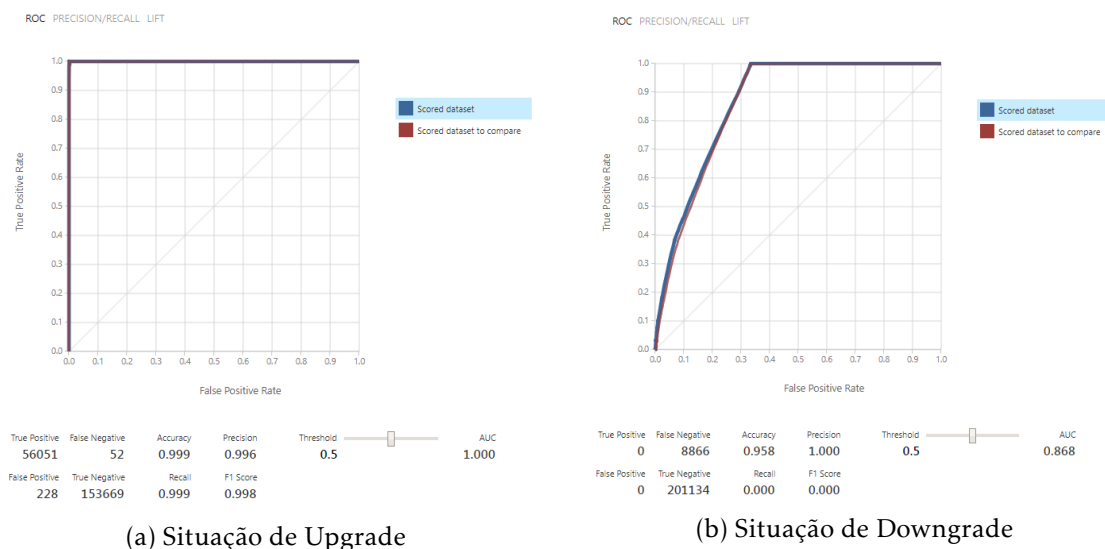 ROC PRECISION/RECALL LIFT
1.0
0.9
0.8
0.7
0.6
0.5
0.4
0.3
0.2
0.1
0.0
True Positive Rate
0.0 0.1 0.2 0.3 0.4 0.5 0.6 0.7 0.8 0.9 1.0
False Positive Rate
Scored dataset
Scored dataset to compare
True Positive False Negative Accuracy Precision Threshold AUC
56051 52 0.999 0.996 0.5 1.000
False Positive True Negative Recall F1 Score
228 153669 0.999 0.998
(a) Situação de Upgrade
ROC PRECISION/RECALL LIFT
1.0
0.9
0.8
0.7
0.6
0.5
0.4
0.3
0.2
0.1
0.0
True Positive Rate
0.0 0.1 0.2 0.3 0.4 0.5 0.6 0.7 0.8 0.9 1.0
False Positive Rate
Scored dataset
Scored dataset to compare
True Positive False Negative Accuracy Precision Threshold AUC
0 8866 0.958 1.000 0.5 0.868
False Positive True Negative Recall F1 Score
0 201134 0.000 0.000
(b) Situação de Downgrade